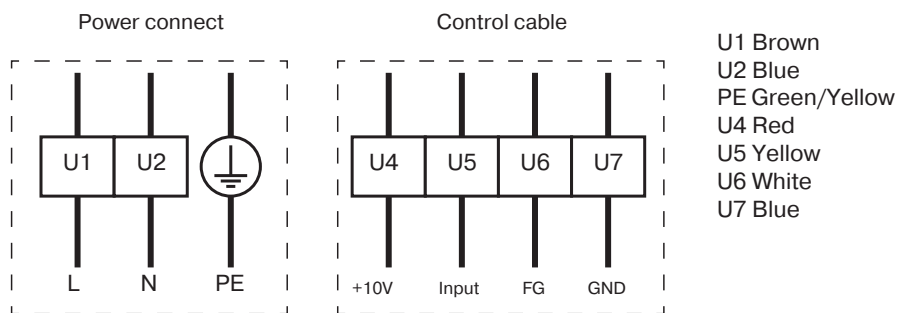 Power connect
Control cable
U1 Brown
U2 Blue
PE Green/Yellow
U4 Red
U5 Yellow
U6 White
U7 Blue
U1 U2
U4 U5 U6 U7
L N PE
+10V Input FG GND